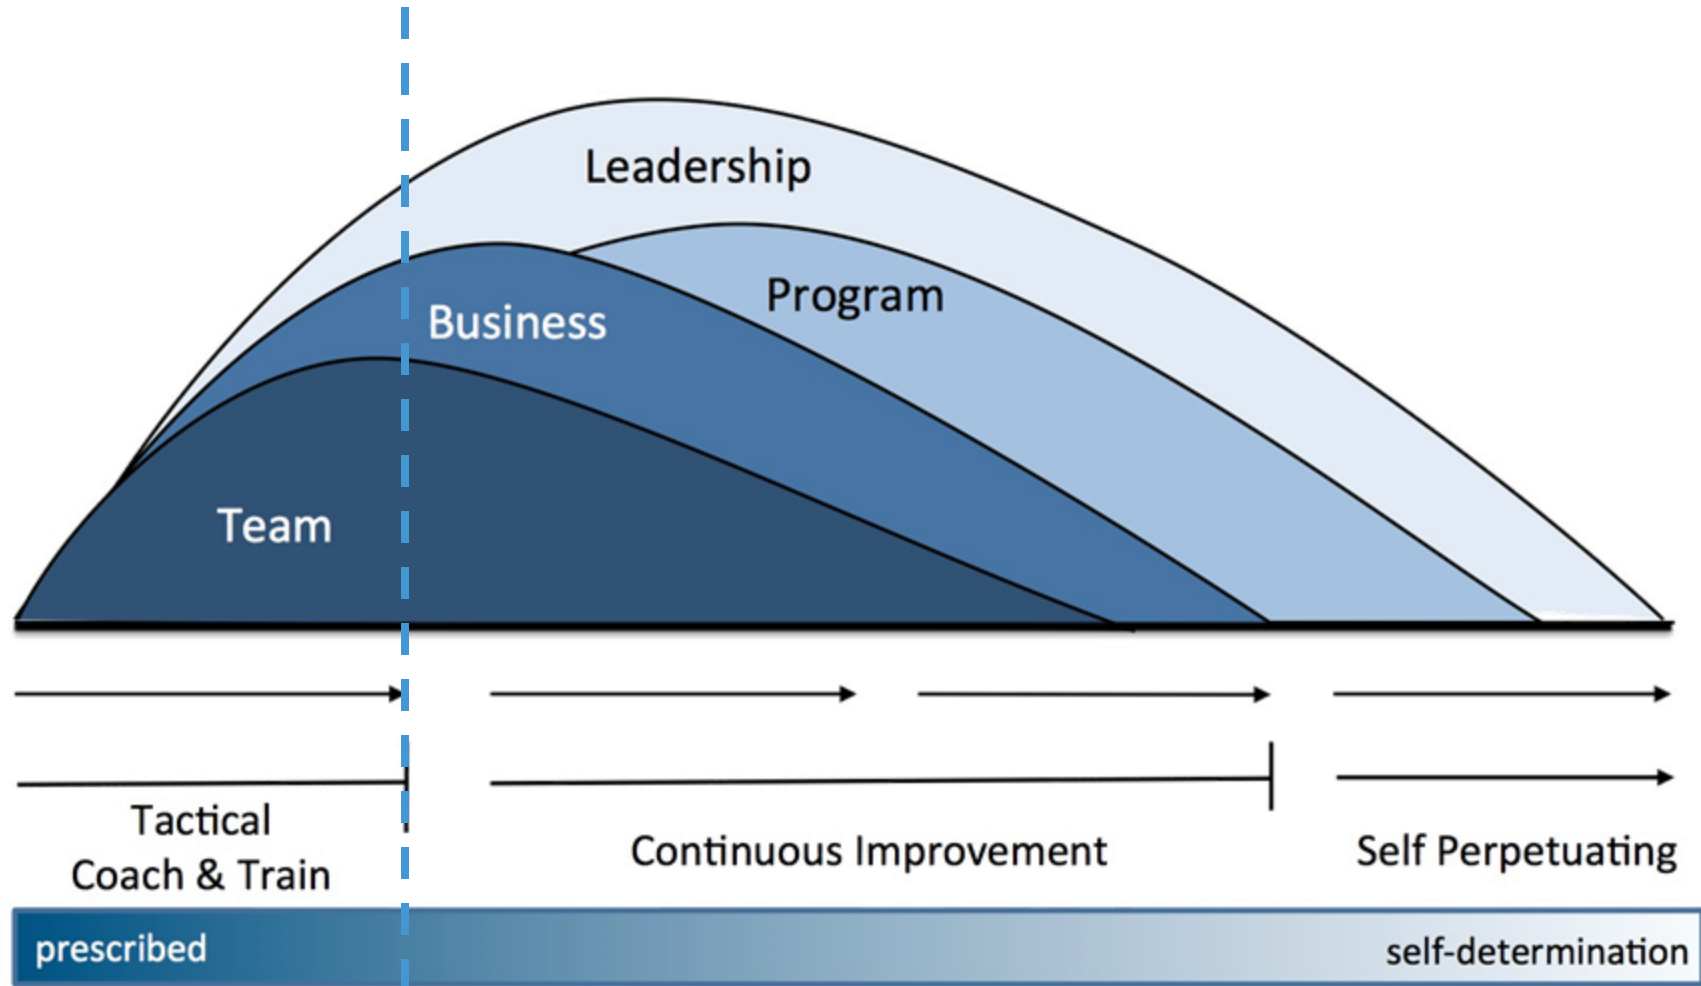 Leadership
Program
Business
Team
Tactical
Coach & Train
Continuous Improvement
Self Perpetuating
prescribed
self-determination